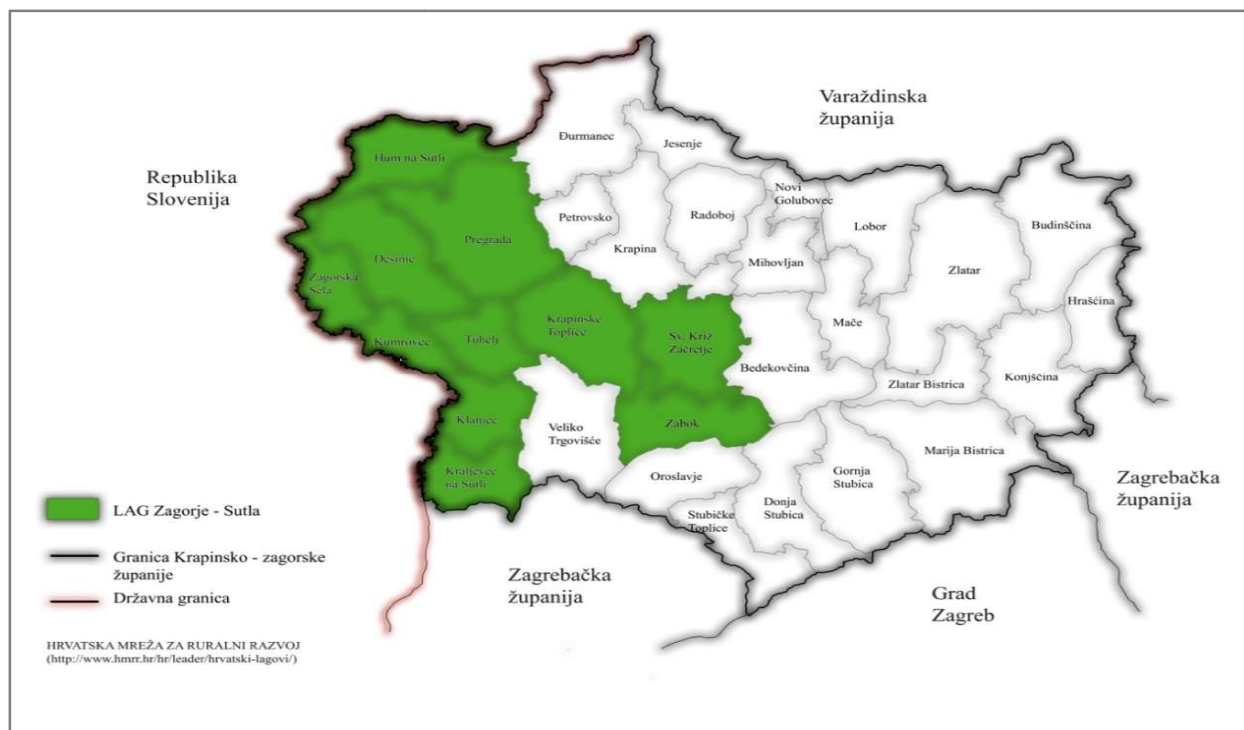 Varaždinska
županija
Republika
Slovenija
Đurmanec
Jesenje
Hum na Sutli
Novi
Golubovec
Petrovsko
Radoboj
Lobor
Budinščina
Krapina
Pregrada
Desinić
Mihovljan
Zlatar
Zagorska
Sela
Hrašćina
Krapinske
Toplice
Mače
Kumrovec
Tuhelj
Sv. Križ
Začretje
Bedekovčina
Konjščina
Zlatar Bistrica
Klanjec
Veliko
Trgovišće
Zabok
Marija Bistrica
Kraljevec
na Sutli
Oroslavje
Gornja
Stubica
Zagrebačka
županija
Donja
Stubica
Stubičke
Toplice
LAG Zagorje - Sutla
Granica Krapinsko - zagorske
županije
Državna granica
Zagrebačka
županija
Grad
Zagreb
HRVATSKA MREŽA ZA RURALNI RAZVOJ
(http://www.hmrr.hr/hr/leader/hrvatski-lagovi/)